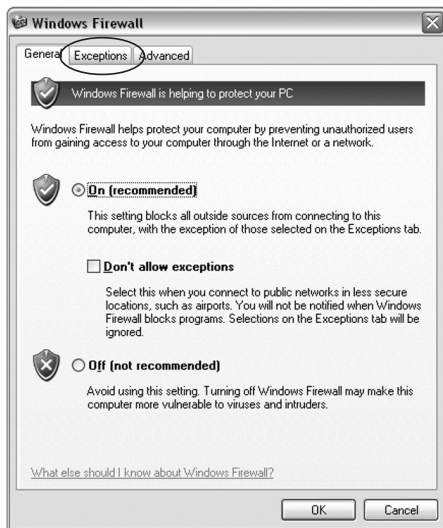 Windows Firewall
General Exceptions Advanced
Windows Firewall is helping to protect your PC
Windows Firewall helps protect your computer by preventing unauthorized users
from gaining access to your computer through the Internet or a network.
On (recommended)
This setting blocks all outside sources from connecting to this
computer, with the exception of those selected on the Exceptions tab.
Don't allow exceptions
Select this when you connect to public networks in less secure
locations, such as airports. You will not be notified when Windows
Firewall blocks programs. Selections on the Exceptions tab will be
ignored.
Off (not recommended)
Avoid using this setting. Turning off Windows Firewall may make this
computer more vulnerable to viruses and intruders.
What else should I know about Windows Firewall?
OK Cancel